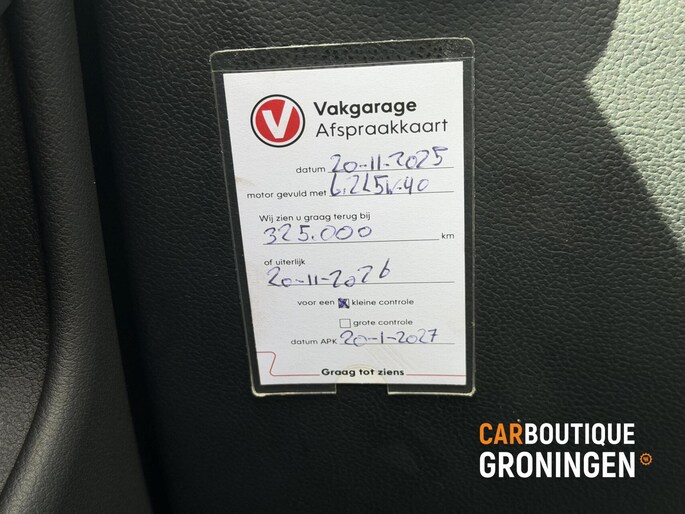 V
Vakgarage
Afspraakkaart
datum 20-11-2025
motor gevuld met 6.2L5W-40
Wij zien u graag terug bij
325.000 km
of uiterlijk
20-11-2026
voor een kleine controle
grote controle
datum APK 20-1-2027
Graag tot ziens
CARBOUTIQUE
GRONINGEN